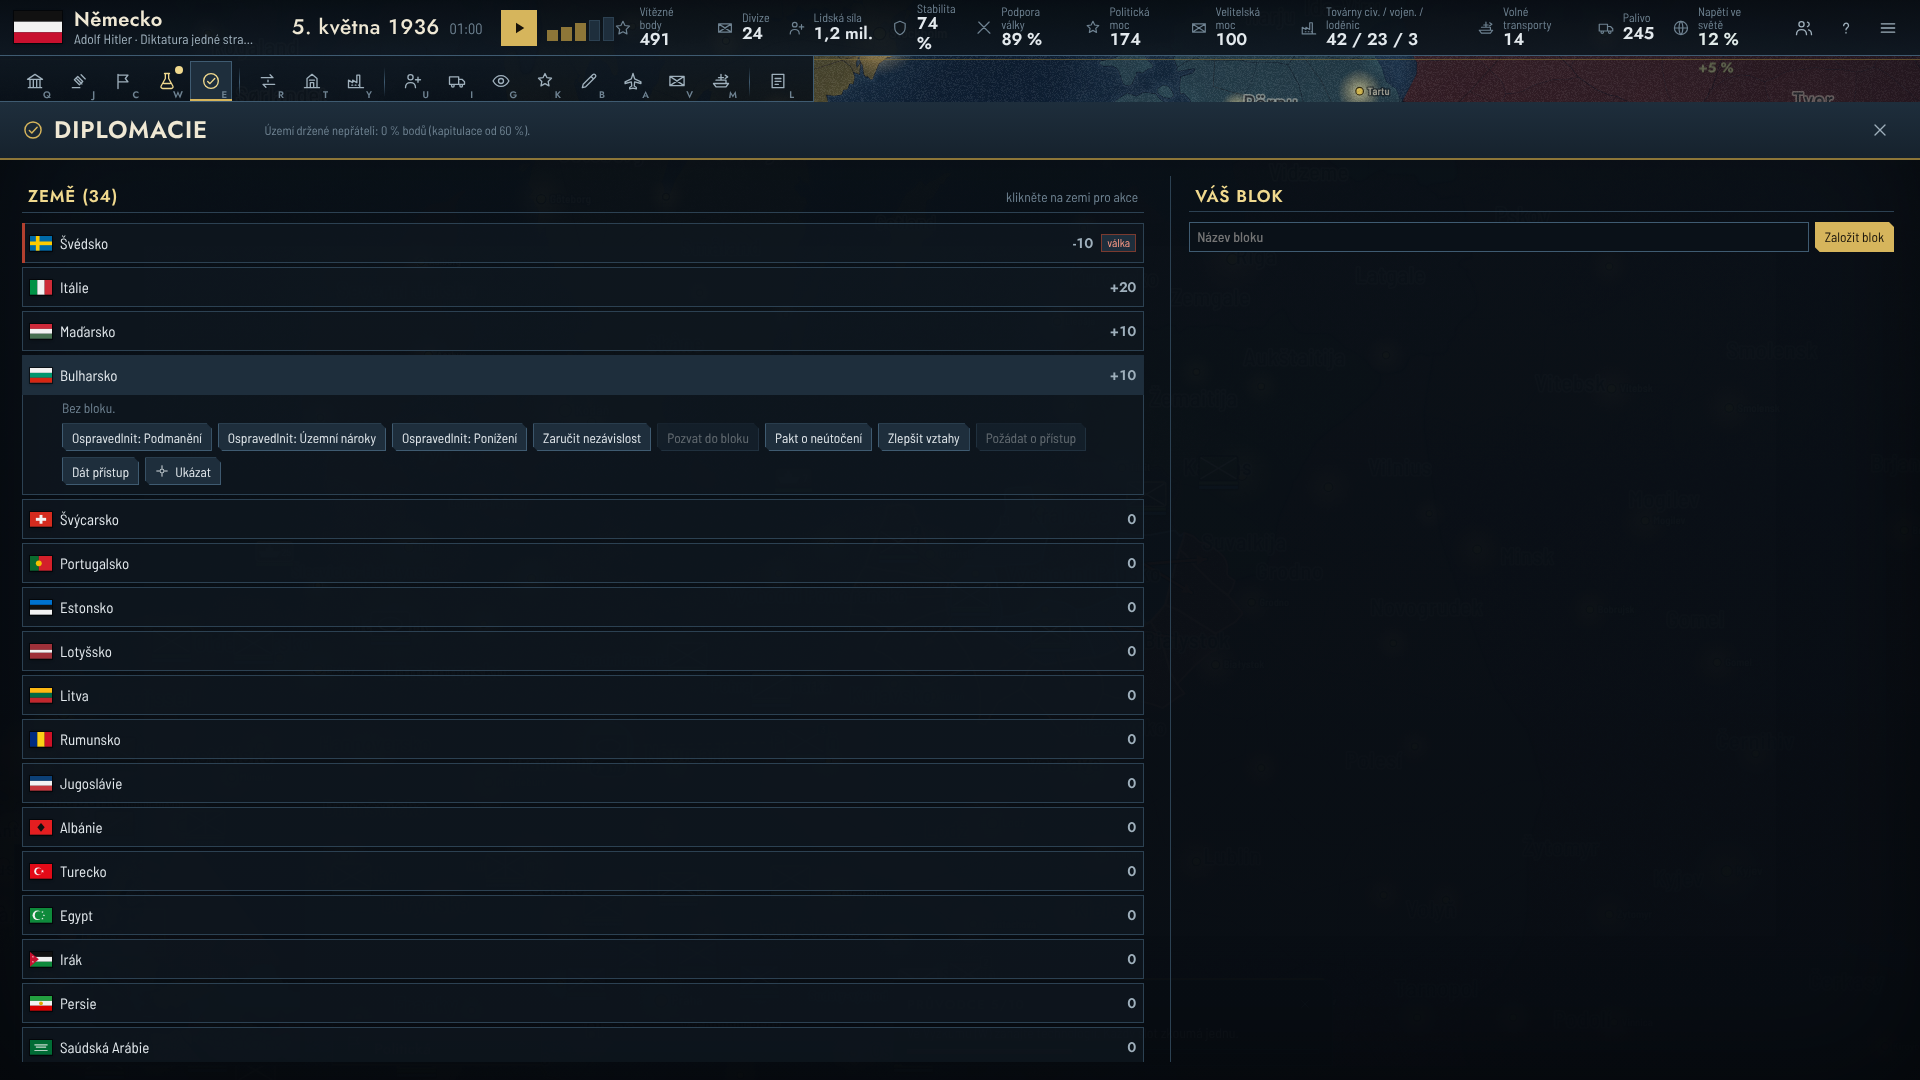 Německo
Adolf Hitler · Diktatura jedné stra...
5. května 1936 01:00
Vítězné body 491
Divize 24
Lidská síla 1,2 mil.
Stabilita 74 %
Podpora války 89 %
Politická moc 174
Velitelská moc 100
Továrny civ. / vojen. / loděnic 42 / 23 / 3
Volné transporty 14
Palivo 245
Napětí ve světě 12 %
+5 %
?
Q J C W E R T Y U I G K B A V M L
Tartu
DIPLOMACIE
Území držené nepřáteli: 0 % bodů (kapitulace od 60 %).
ZEMĚ (34)
klikněte na zemi pro akce
Švédsko -10 válka
Itálie +20
Maďarsko +10
Bulharsko +10
Bez bloku.
Ospravedlnit: Podmanění Ospravedlnit: Územní nároky Ospravedlnit: Ponížení Zaručit nezávislost Pozvat do bloku Pakt o neútočení Zlepšit vztahy Požádat o přístup
Dát přístup Ukázat
Švýcarsko 0
Portugalsko 0
Estonsko 0
Lotyšsko 0
Litva 0
Rumunsko 0
Jugoslávie 0
Albánie 0
Turecko 0
Egypt 0
Irák 0
Persie 0
Saúdská Arábie 0
VÁŠ BLOK
Název bloku
Založit blok